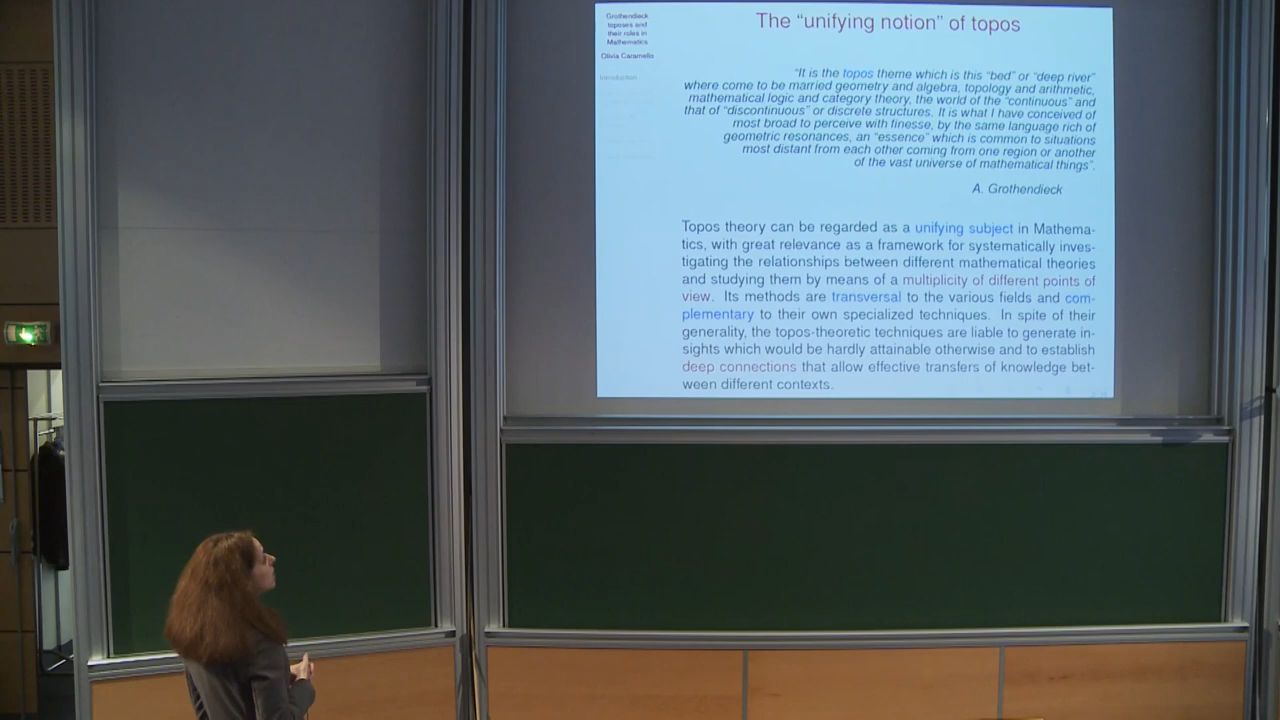 Grothendieck
toposes and
their roles in
Mathematics
Olivia Caramello
Introduction
The “unifying notion” of topos
“It is the topos theme which is this “bed” or “deep river”
where come to be married geometry and algebra, topology and arithmetic,
mathematical logic and category theory, the world of the “continuous” and
that of “discontinuous” or discrete structures. It is what I have conceived of
most broad to perceive with finesse, by the same language rich of
geometric resonances, an “essence” which is common to situations
most distant from each other coming from one region or another
of the vast universe of mathematical things”.
A. Grothendieck
Topos theory can be regarded as a unifying subject in Mathema-
tics, with great relevance as a framework for systematically inves-
tigating the relationships between different mathematical theories
and studying them by means of a multiplicity of different points of
view. Its methods are transversal to the various fields and com-
plementary to their own specialized techniques. In spite of their
generality, the topos-theoretic techniques are liable to generate in-
sights which would be hardly attainable otherwise and to establish
deep connections that allow effective transfers of knowledge bet-
ween different contexts.